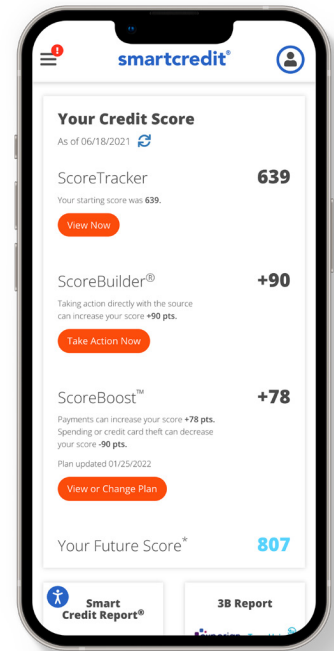 smartcredit®
Your Credit Score
As of 06/18/2021
ScoreTracker 639
Your starting score was 639.
View Now
ScoreBuilder® +90
Taking action directly with the source
can increase your score +90 pts.
Take Action Now
ScoreBoost™ +78
Payments can increase your score +78 pts.
Spending or credit card theft can decrease
your score -90 pts.
Plan updated 01/25/2022
View or Change Plan
Your Future Score* 807
Smart
Credit Report®
3B Report